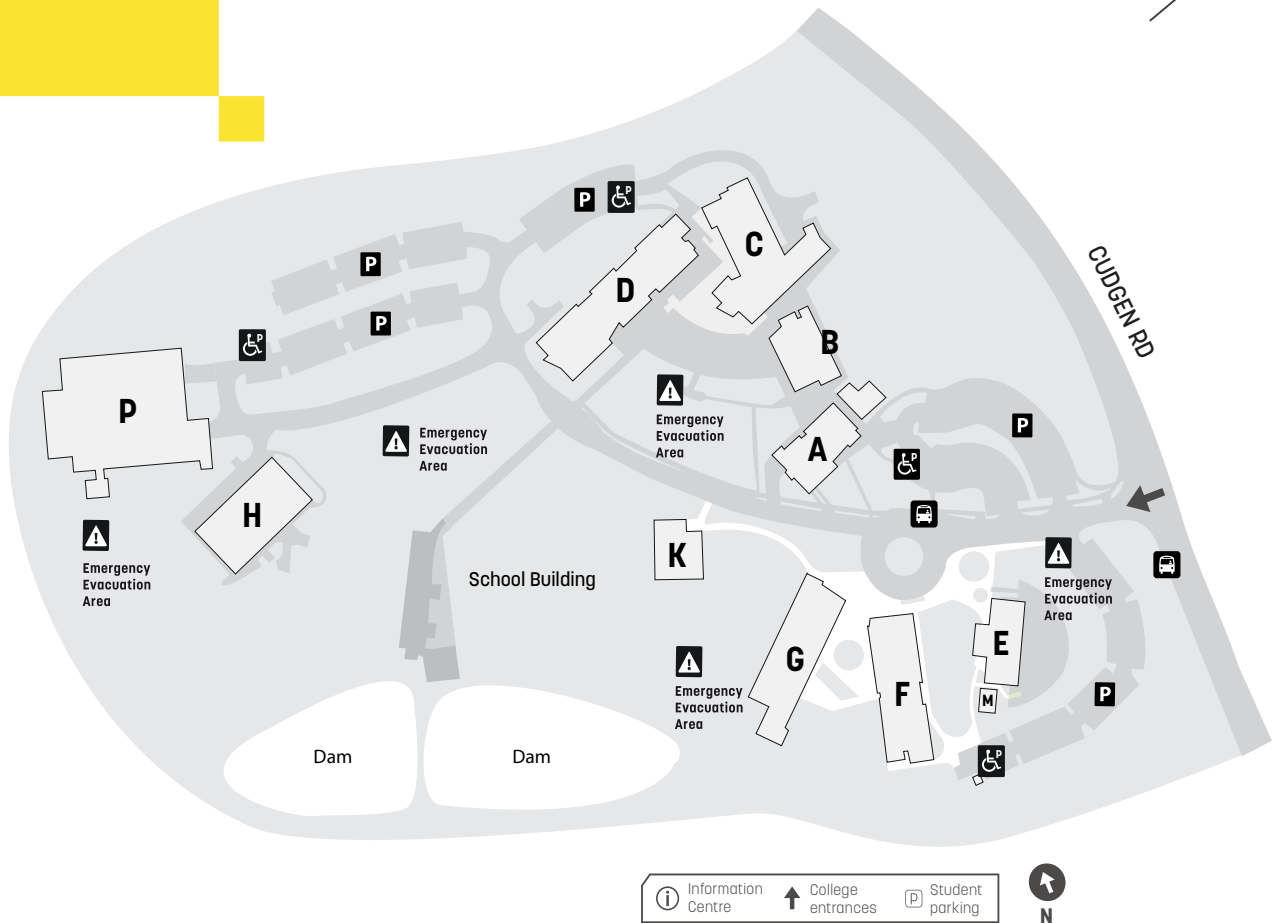 P
C
CUDGEN RD
P
D
P
B
P
Emergency
Evacuation
Area
P
P
Emergency
Evacuation
Area
A
P
H
K
Emergency
Evacuation
Area
School Building
Emergency
Evacuation
Area
E
G
Emergency
Evacuation
Area
F
M
P
Dam
Dam
P
Information
Centre
College
entrances
P
Student
parking
N